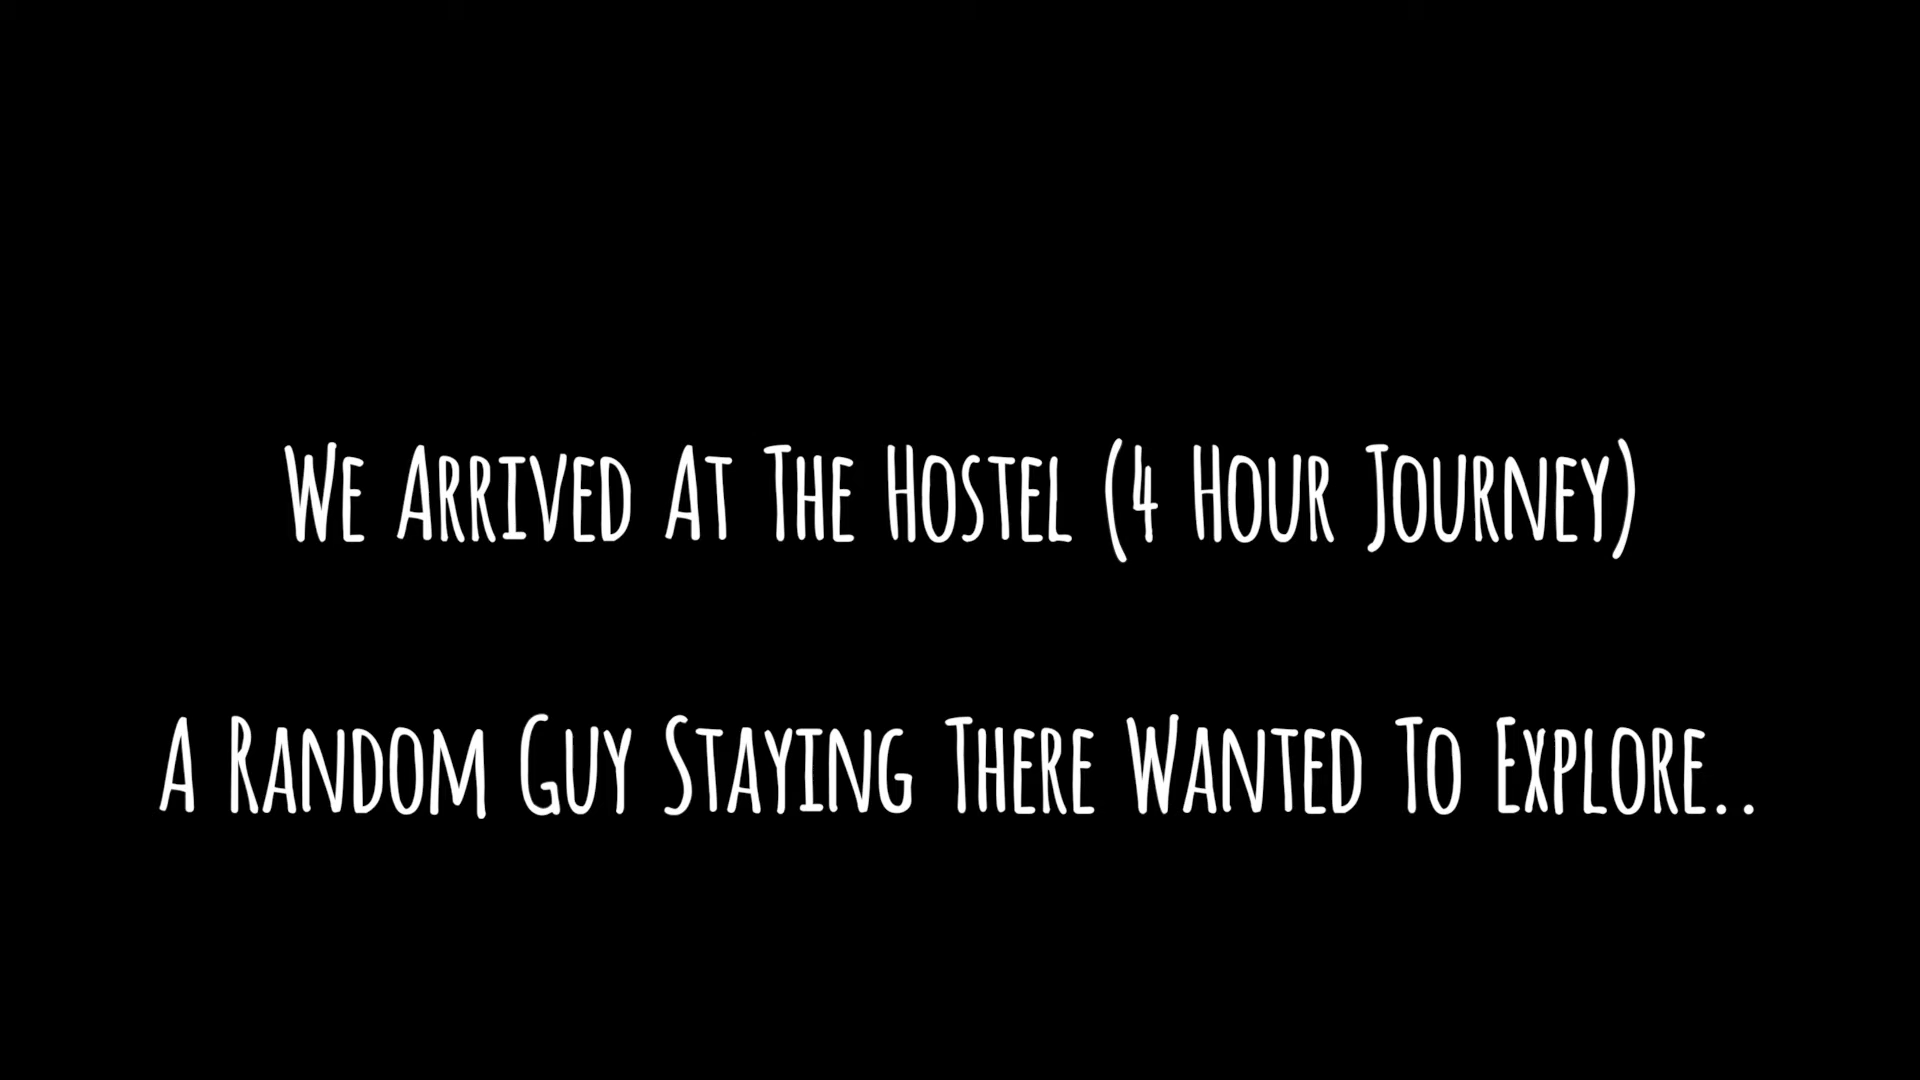 We Arrived At The Hostel (4 Hour Journey)
A Random Guy Staying There Wanted To Explore..